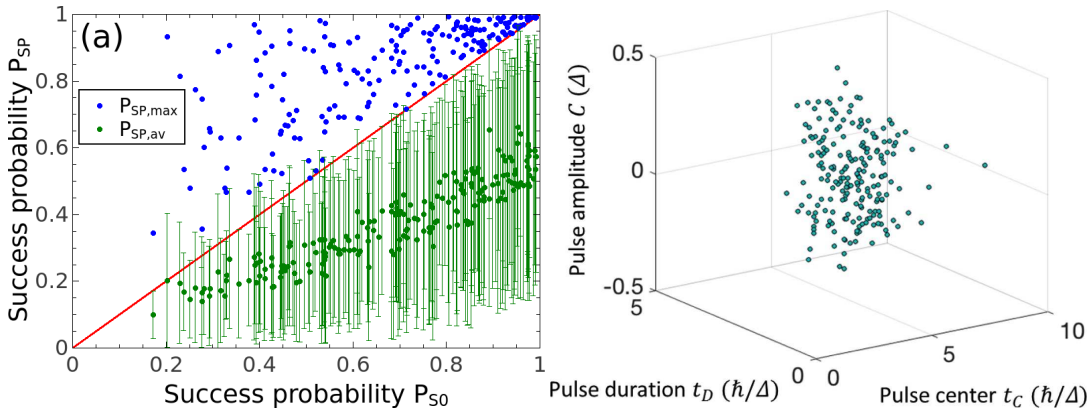 (a)
Success probability P_SP
1
0.8
0.6
0.4
0.2
0
P_SP,max
P_SP,av
0
0.2
0.4
0.6
0.8
1
Success probability P_S0
Pulse amplitude C (Δ)
0.5
0
-0.5
5
0
0
5
10
Pulse duration t_D (ħ/Δ)
Pulse center t_C (ħ/Δ)